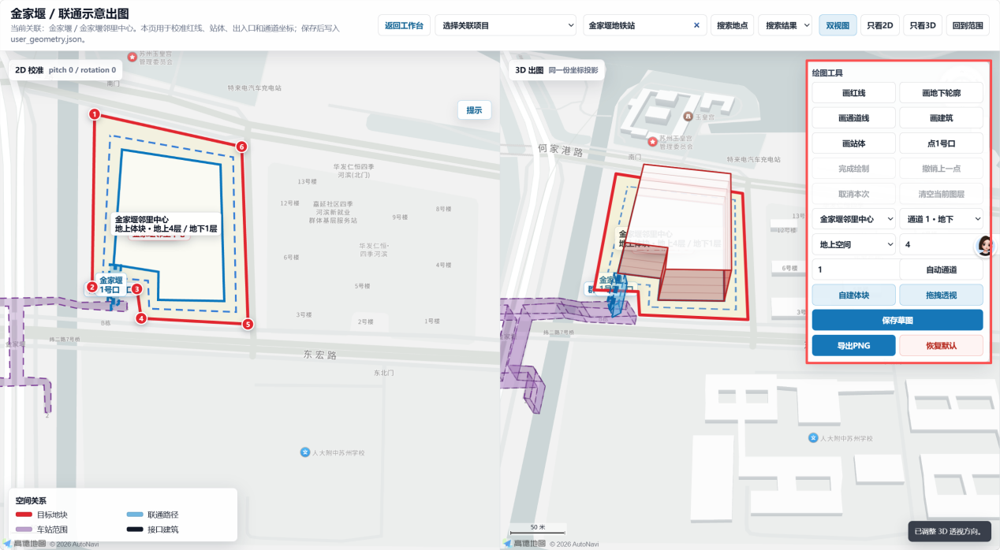 金家堰 / 联通示意出图
当前关联：金家堰 / 金家堰邻里中心。本页用于校准红线、站体、出入口和通道坐标；保存后写入
user_geometry.json。
返回工作台
选择关联项目
金家堰地铁站
×
搜索地点
搜索结果
双视图
只看2D
只看3D
回到范围
2D 校准 pitch 0 / rotation 0
苏州玉皇宫
管理委员会
南门
特来电汽车充电站
提示
1
6
华发仁恒四季
河滨(北门)
13号楼
12号楼
嘉廷社区四季
河滨新就业
群体基层服务站
8号楼
9号楼
金家堰邻里中心
地上体块・地上4层 / 地下1层
华发仁恒·
四季河滨
6号楼
4号楼
5号楼
2
金家堰
1号口
3
3号楼
2号楼
1号楼
4
5
B栋
纬二路7号桥
金家堰
东宏路
东北门
2
人大附中苏州学校
空间关系
目标地块
联通路径
车站范围
接口建筑
高德地图 © 2026 AutoNavi
3D 出图 同一份坐标投影
玉皇宫
苏州玉皇宫
管理委员会
何家港路
南门
特来电汽车充电站
13号
12号楼
6号楼
金家堰邻里中心
地上体块・地上4层 / 地下1层
1号口
纬二路7号桥
人大附中苏州学校
50 米
高德地图 © 2026 AutoNavi
绘图工具
画红线
画地下轮廓
画通道线
画建筑
画站体
点1号口
完成绘制
撤销上一点
取消本次
清空当前图层
金家堰邻里中心
通道 1・地下
地上空间
4
1
自动通道
自建体块
拖拽透视
保存草图
导出PNG
恢复默认
已调整 3D 透视方向。